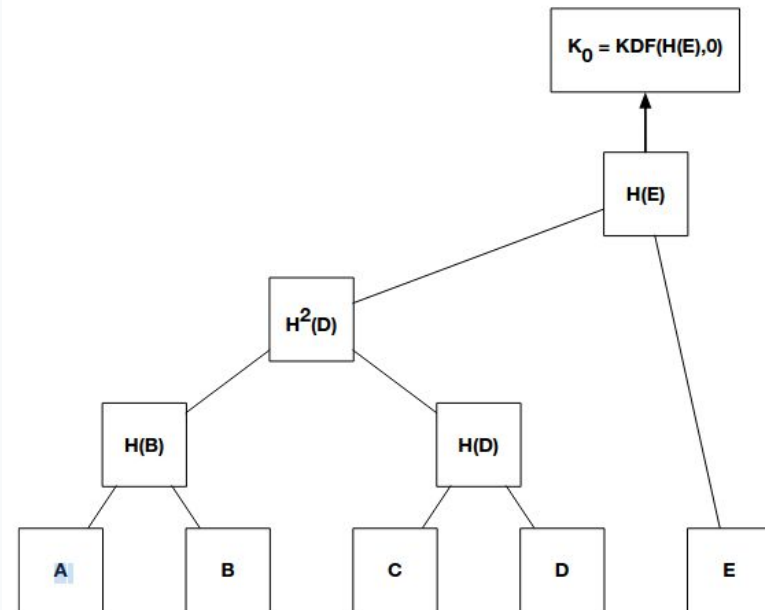 K₀ = KDF(H(E),0)
H(E)
H²(D)
H(B)
H(D)
A
B
C
D
E